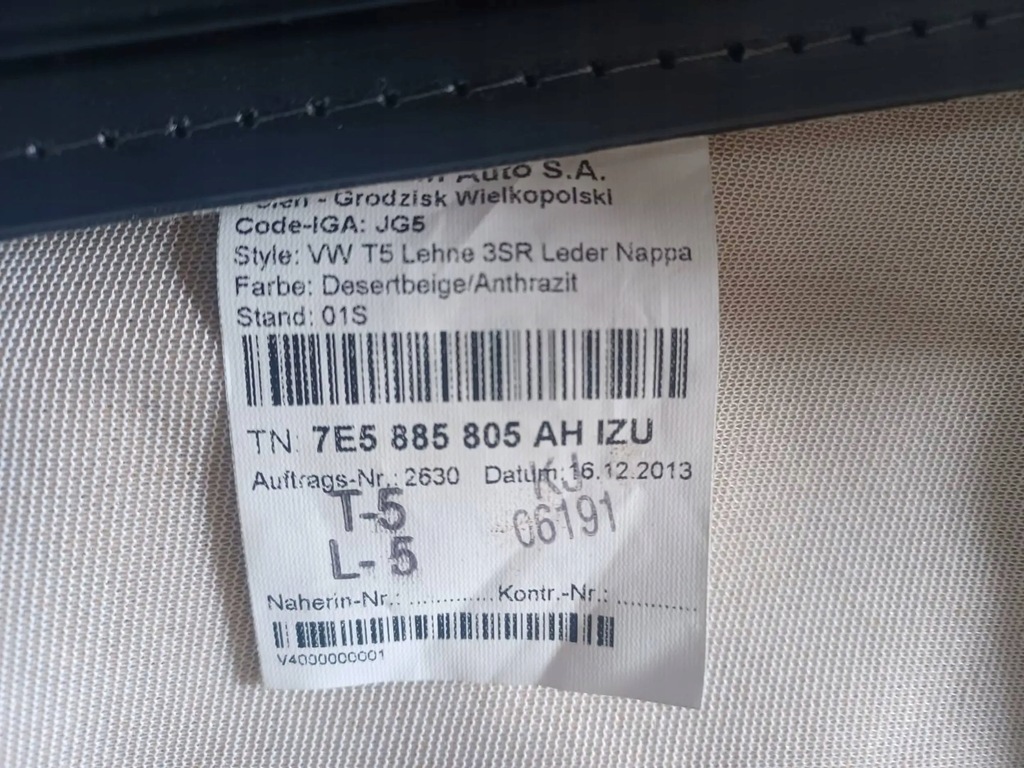 Auto S.A.
Polen - Grodzisk Wielkopolski
Code-IGA: JG5
Style: VW T5 Lehne 3SR Leder Nappa
Farbe: Desertbeige/Anthrazit
Stand: 01S
TN: 7E5 885 805 AH IZU
Auftrags-Nr.: 2630 Datum: 16.12.2013
T-5 KJ
L-5 06191
Naherin-Nr.: ............ Kontr.-Nr.: ............
V4000000001